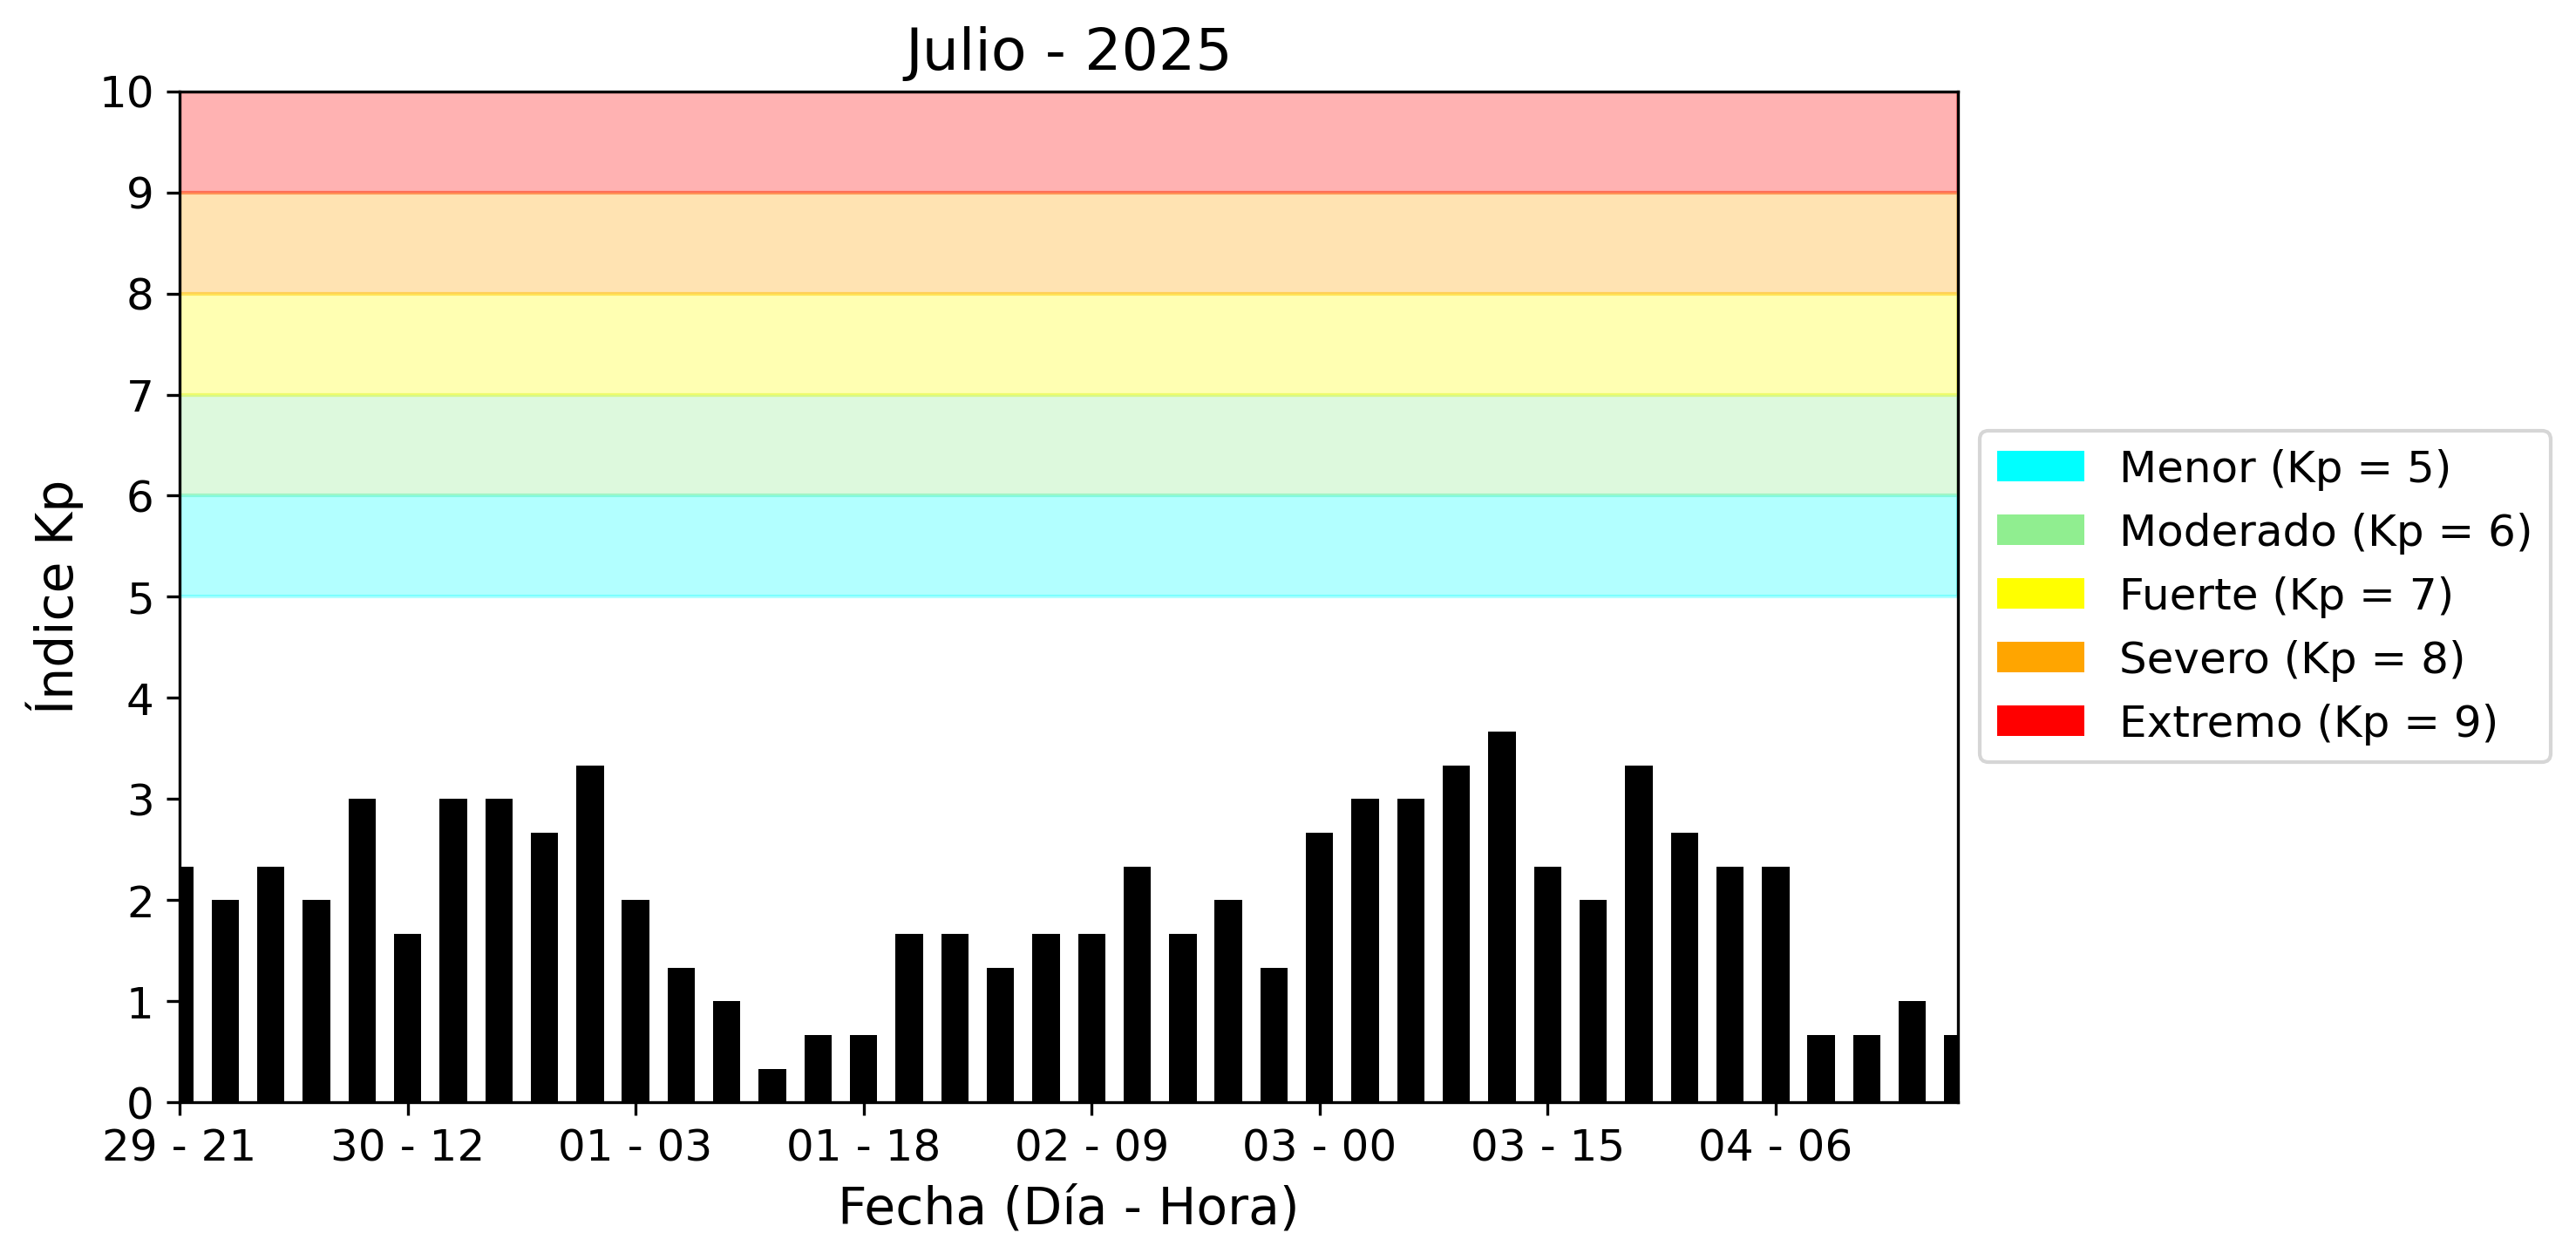 Julio - 2025
10
9
8
7
6
5
4
3
2
1
0
Índice Kp
29 - 21
30 - 12
01 - 03
01 - 18
02 - 09
03 - 00
03 - 15
04 - 06
Fecha (Día - Hora)
Menor (Kp = 5)
Moderado (Kp = 6)
Fuerte (Kp = 7)
Severo (Kp = 8)
Extremo (Kp = 9)